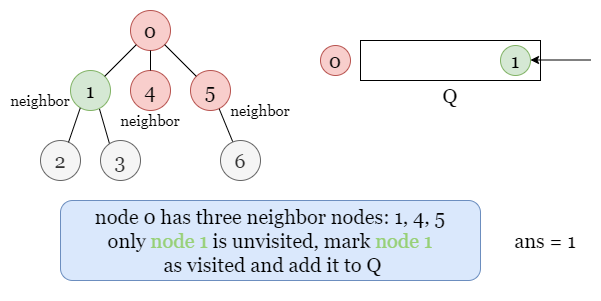 0
0
1
1
4
5
neighbor
neighbor
neighbor
Q
2
3
6
node 0 has three neighbor nodes: 1, 4, 5
only node 1 is unvisited, mark node 1
as visited and add it to Q
ans = 1